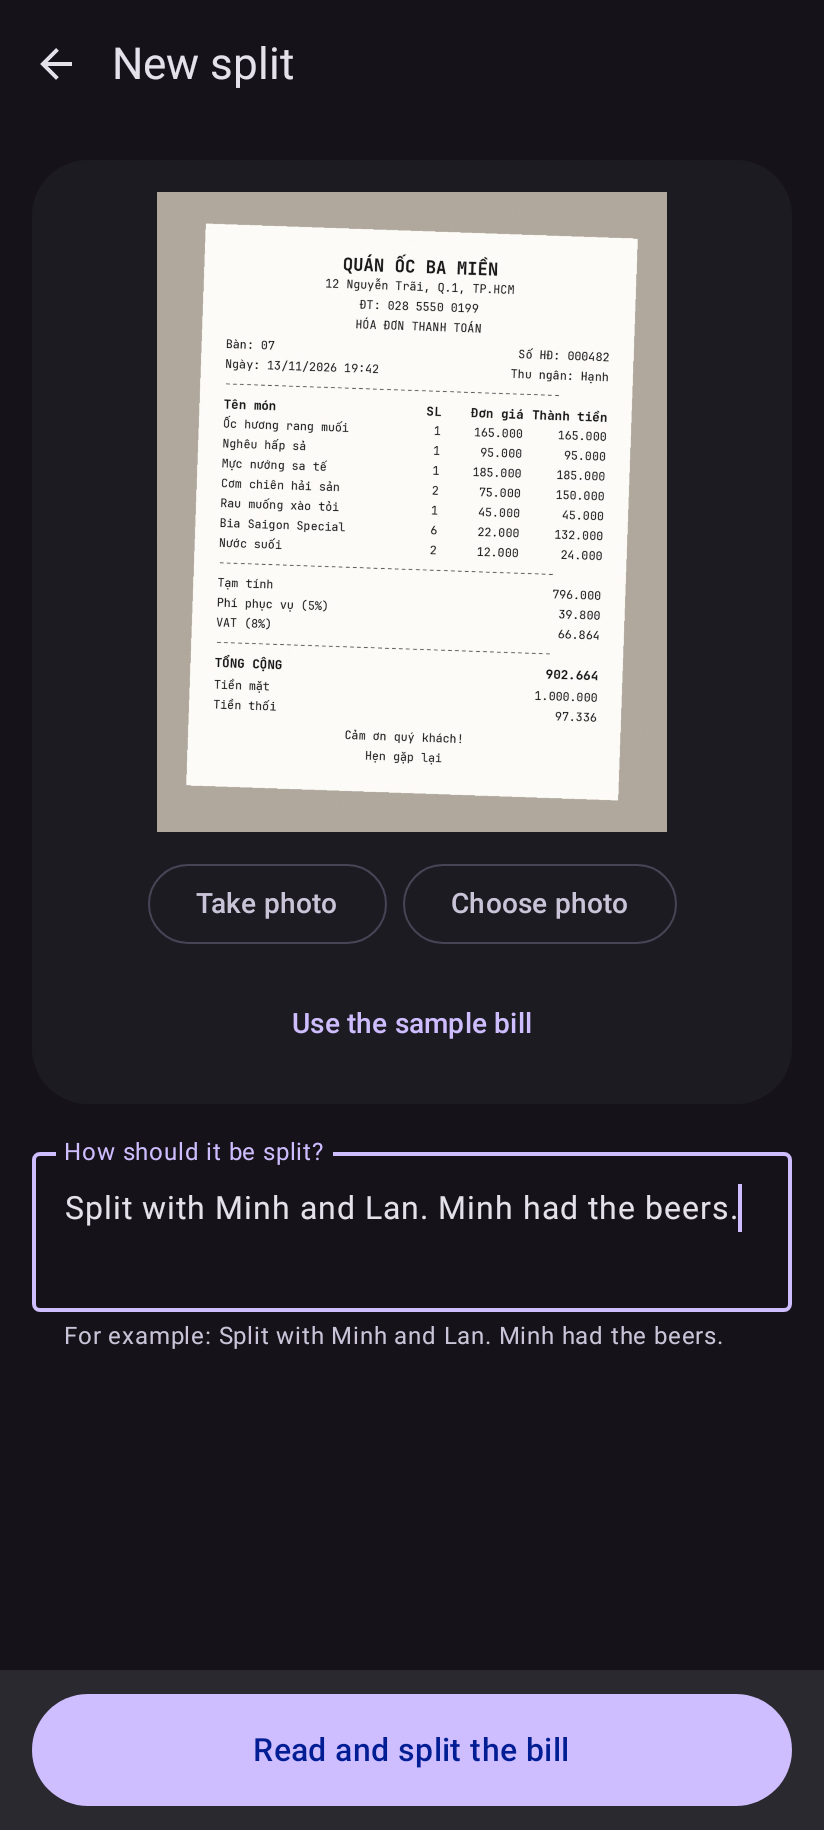 New split
QUÁN ỐC BA MIỀN
12 Nguyễn Trãi, Q.1, TP.HCM
ĐT: 028 5550 0199
HÓA ĐƠN THANH TOÁN
Bàn: 07 Số HĐ: 000482
Ngày: 13/11/2026 19:42 Thu ngân: Hạnh
Tên món SL Đơn giá Thành tiền
Ốc hương rang muối 1 165.000 165.000
Nghêu hấp sả 1 95.000 95.000
Mực nướng sa tế 1 185.000 185.000
Cơm chiên hải sản 2 75.000 150.000
Rau muống xào tỏi 1 45.000 45.000
Bia Saigon Special 6 22.000 132.000
Nước suối 2 12.000 24.000
Tạm tính 796.000
Phí phục vụ (5%) 39.800
VAT (8%) 66.864
TỔNG CỘNG 902.664
Tiền mặt 1.000.000
Tiền thối 97.336
Cảm ơn quý khách!
Hẹn gặp lại
Take photo Choose photo
Use the sample bill
How should it be split?
Split with Minh and Lan. Minh had the beers.
For example: Split with Minh and Lan. Minh had the beers.
Read and split the bill